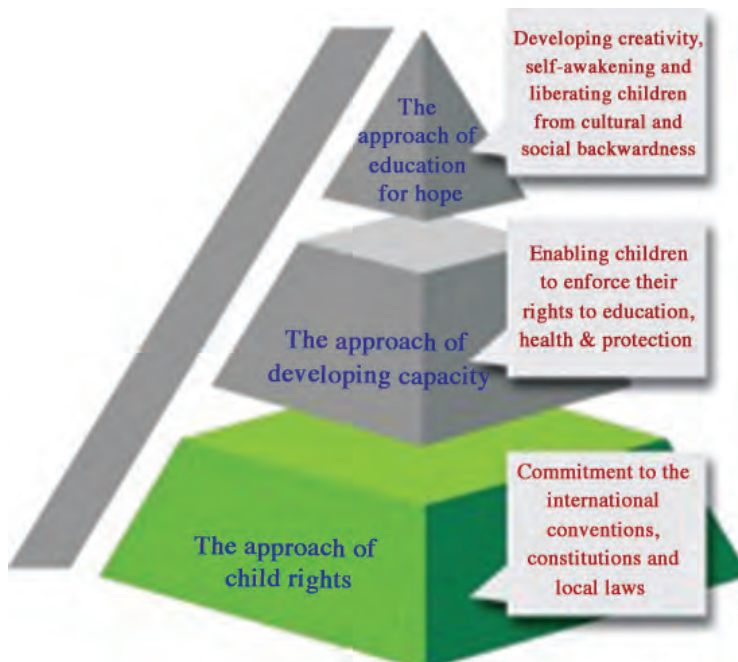 The
approach of
education
for hope
Developing creativity,
self-awakening and
liberating children
from cultural and
social backwardness
The approach of
developing capacity
Enabling children
to enforce their
rights to education,
health & protection
The approach of
child rights
Commitment to the
international
conventions,
constitutions and
local laws